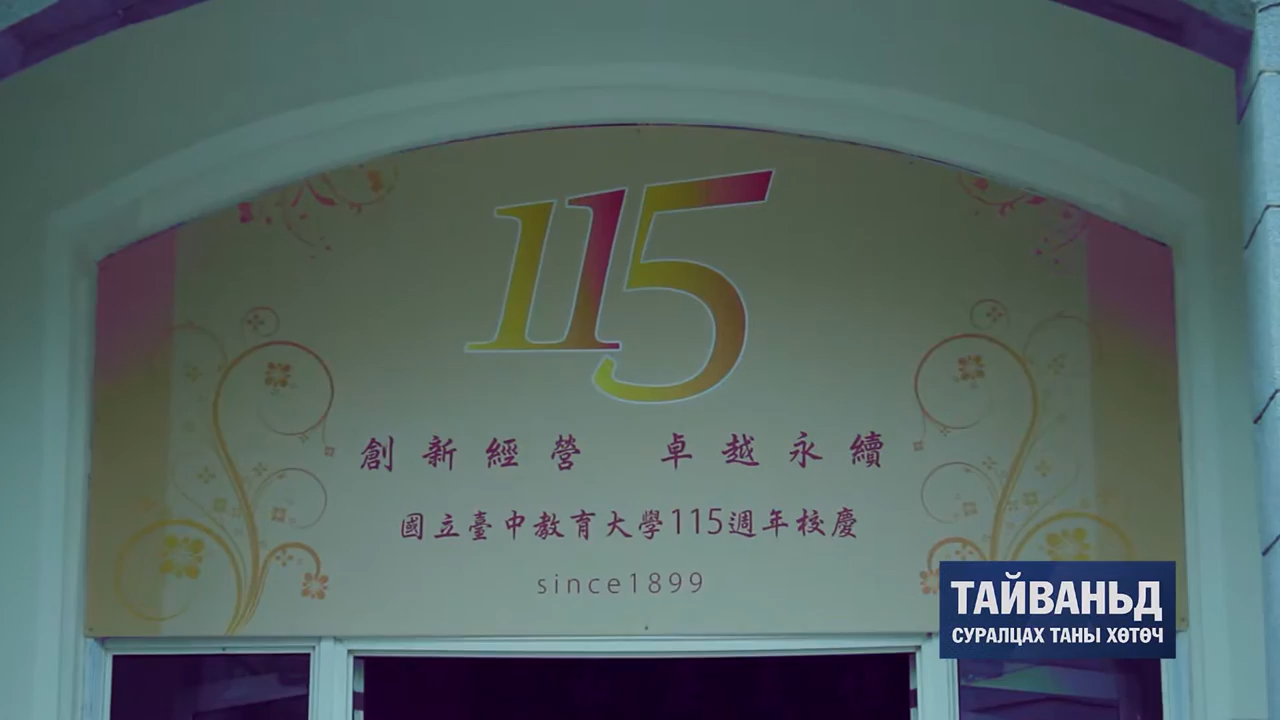 115
創新經營 卓越永續
國立臺中教育大學115週年校慶
since1899
ТАЙВАНЬД
СУРАЛЦАХ ТАНЫ ХӨТӨЧ